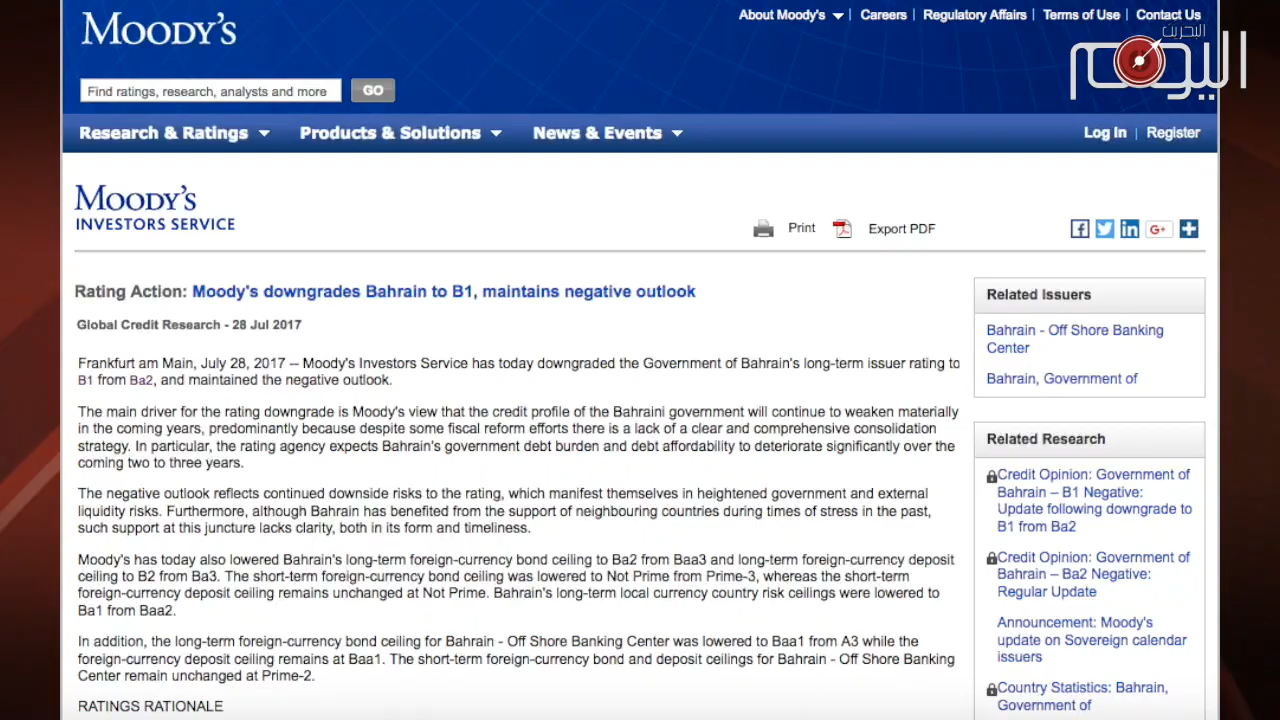 MOODY'S
About Moody's
Careers
Regulatory Affairs
Terms of Use
Contact Us
البحرين
اليوم
Find ratings, research, analysts and more
GO
Research & Ratings
Products & Solutions
News & Events
Log In
Register
MOODY'S
INVESTORS SERVICE
Print
Export PDF
Rating Action: Moody's downgrades Bahrain to B1, maintains negative outlook
Global Credit Research - 28 Jul 2017
Frankfurt am Main, July 28, 2017 -- Moody's Investors Service has today downgraded the Government of Bahrain's long-term issuer rating to
B1 from Ba2, and maintained the negative outlook.
The main driver for the rating downgrade is Moody's view that the credit profile of the Bahraini government will continue to weaken materially
in the coming years, predominantly because despite some fiscal reform efforts there is a lack of a clear and comprehensive consolidation
strategy. In particular, the rating agency expects Bahrain's government debt burden and debt affordability to deteriorate significantly over the
coming two to three years.
The negative outlook reflects continued downside risks to the rating, which manifest themselves in heightened government and external
liquidity risks. Furthermore, although Bahrain has benefited from the support of neighbouring countries during times of stress in the past,
such support at this juncture lacks clarity, both in its form and timeliness.
Moody's has today also lowered Bahrain's long-term foreign-currency bond ceiling to Ba2 from Baa3 and long-term foreign-currency deposit
ceiling to B2 from Ba3. The short-term foreign-currency bond ceiling was lowered to Not Prime from Prime-3, whereas the short-term
foreign-currency deposit ceiling remains unchanged at Not Prime. Bahrain's long-term local currency country risk ceilings were lowered to
Ba1 from Baa2.
In addition, the long-term foreign-currency bond ceiling for Bahrain - Off Shore Banking Center was lowered to Baa1 from A3 while the
foreign-currency deposit ceiling remains at Baa1. The short-term foreign-currency bond and deposit ceilings for Bahrain - Off Shore Banking
Center remain unchanged at Prime-2.
RATINGS RATIONALE
Related Issuers
Bahrain - Off Shore Banking
Center
Bahrain, Government of
Related Research
Credit Opinion: Government of
Bahrain – B1 Negative:
Update following downgrade to
B1 from Ba2
Credit Opinion: Government of
Bahrain – Ba2 Negative:
Regular Update
Announcement: Moody's
update on Sovereign calendar
issuers
Country Statistics: Bahrain,
Government of